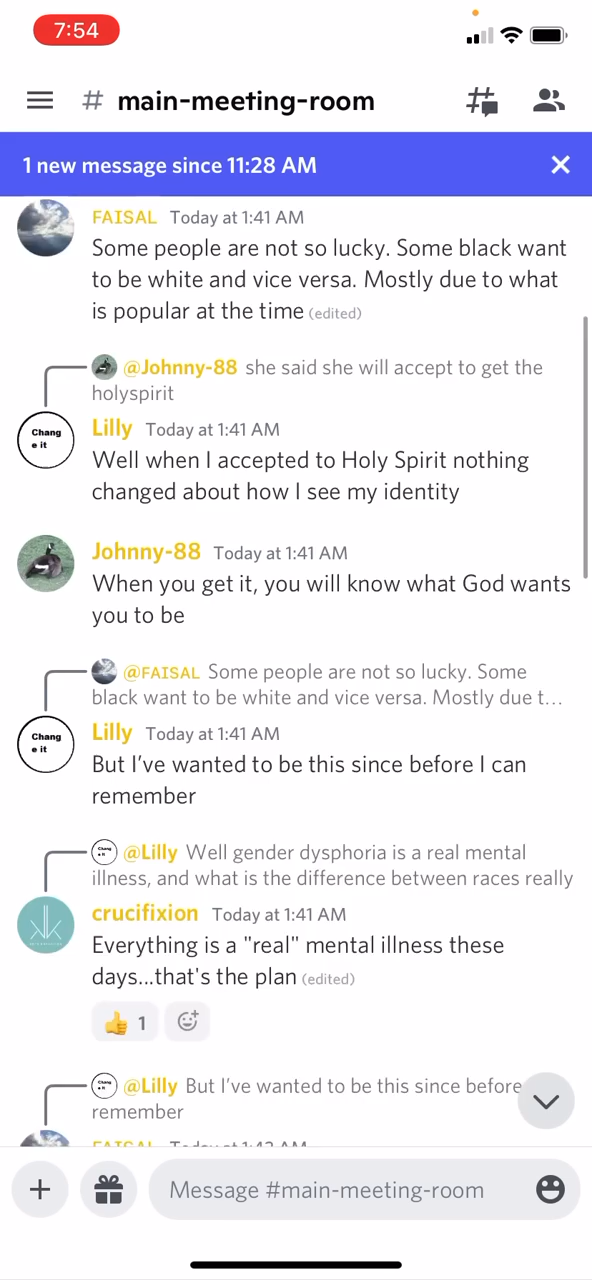 7:54
# main-meeting-room
1 new message since 11:28 AM
FAISAL Today at 1:41 AM
Some people are not so lucky. Some black want
to be white and vice versa. Mostly due to what
is popular at the time (edited)
@Johnny-88 she said she will accept to get the
holyspirit
Chang
e it
Lilly Today at 1:41 AM
Well when I accepted to Holy Spirit nothing
changed about how I see my identity
Johnny-88 Today at 1:41 AM
When you get it, you will know what God wants
you to be
@FAISAL Some people are not so lucky. Some
black want to be white and vice versa. Mostly due t...
Chang
e it
Lilly Today at 1:41 AM
But I've wanted to be this since before I can
remember
@Lilly Well gender dysphoria is a real mental
illness, and what is the difference between races really
crucifixion Today at 1:41 AM
Everything is a "real" mental illness these
days...that's the plan (edited)
👍 1
@Lilly But I've wanted to be this since before
remember
FAISAL Today at 1:42 AM
Message #main-meeting-room